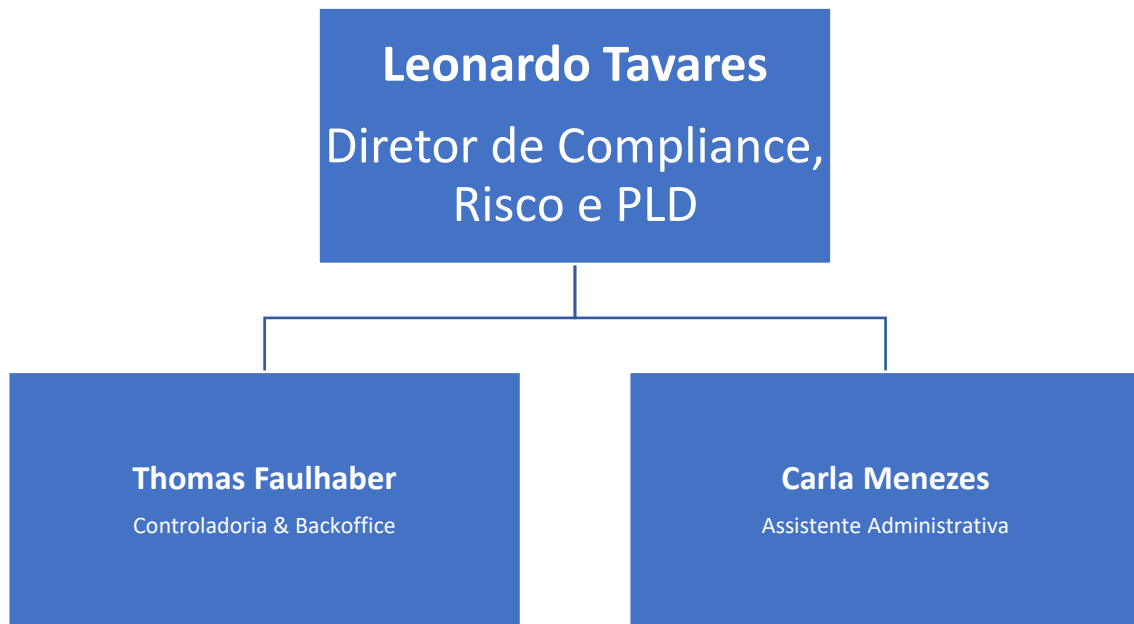 Leonardo Tavares
Diretor de Compliance,
Risco e PLD
Thomas Faulhaber
Controladoria & Backoffice
Carla Menezes
Assistente Administrativa